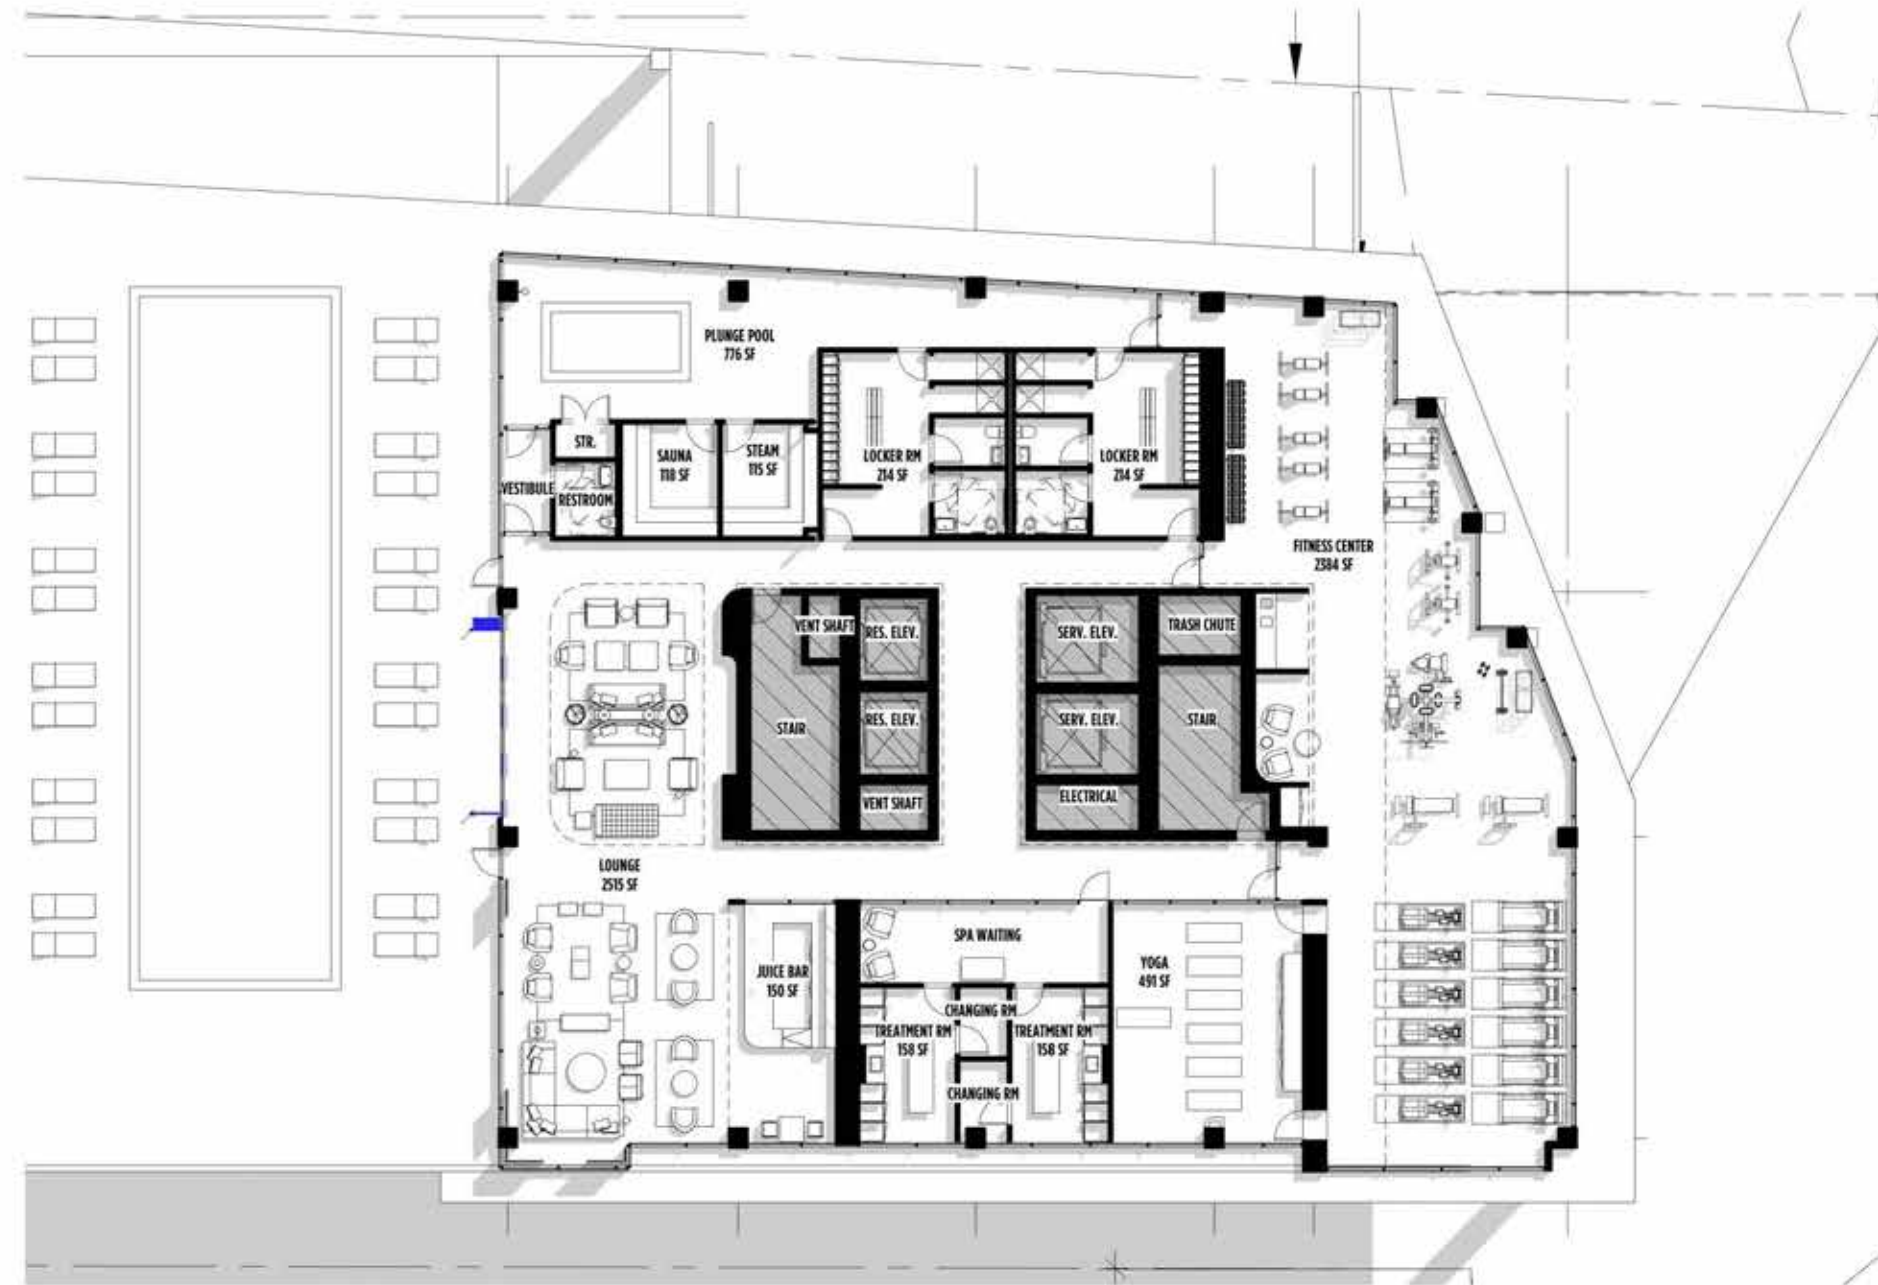 PLUNGE POOL
776 SF
STR.
SAUNA
118 SF
STEAM
115 SF
LOCKER RM
214 SF
LOCKER RM
214 SF
VESTIBULE
RESTROOM
FITNESS CENTER
2384 SF
VENT SHAFT
RES. ELEV.
SERV. ELEV.
TRASH CHUTE
STAIR
RES. ELEV.
SERV. ELEV.
STAIR
VENT SHAFT
ELECTRICAL
LOUNGE
2515 SF
SPA WAITING
JUICE BAR
150 SF
YOGA
491 SF
CHANGING RM
TREATMENT RM
158 SF
TREATMENT RM
158 SF
CHANGING RM